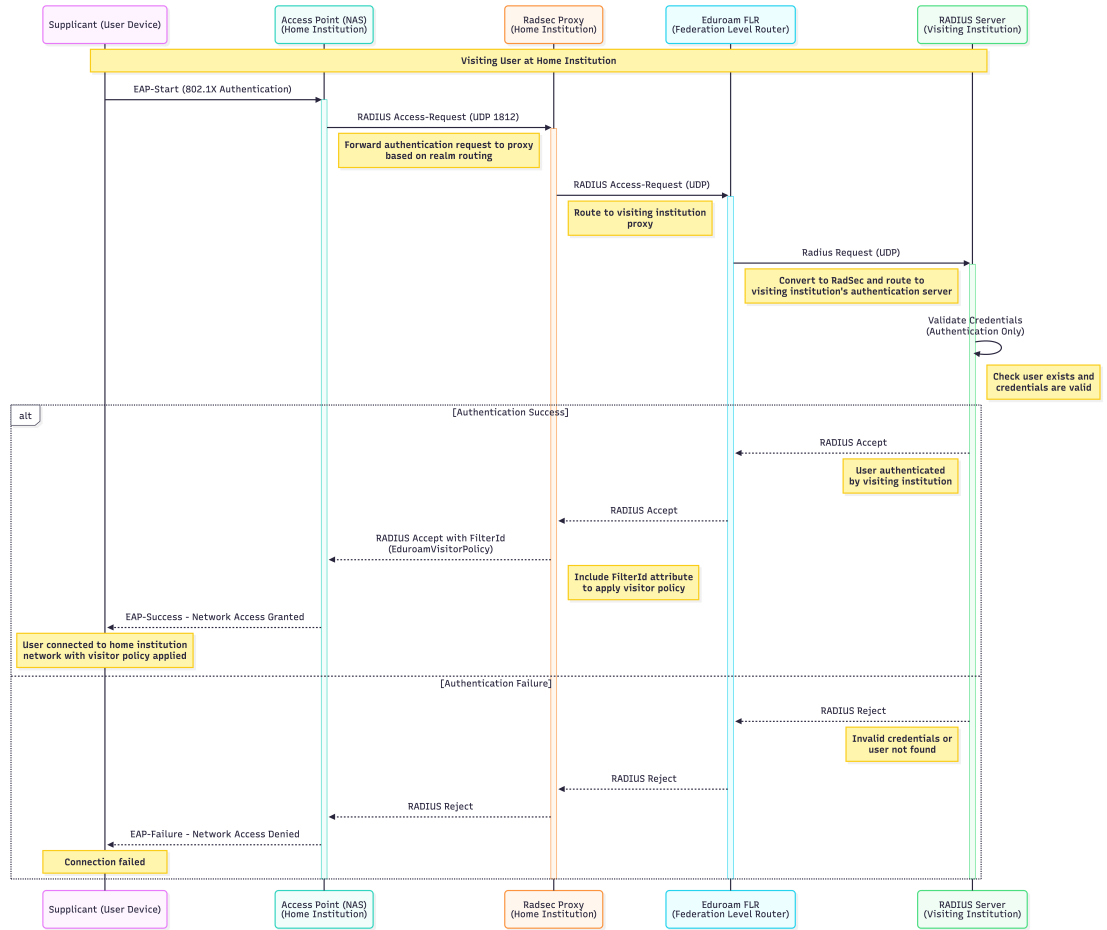 Supplicant (User Device)
Access Point (NAS)
(Home Institution)
Radsec Proxy
(Home Institution)
Eduroam FLR
(Federation Level Router)
RADIUS Server
(Visiting Institution)
Visiting User at Home Institution
EAP-Start (802.1X Authentication)
RADIUS Access-Request (UDP 1812)
Forward authentication request to proxy
based on realm routing
RADIUS Access-Request (UDP)
Route to visiting institution
proxy
Radius Request (UDP)
Convert to RadSec and route to
visiting institution's authentication server
Validate Credentials
(Authentication Only)
Check user exists and
credentials are valid
alt
[Authentication Success]
RADIUS Accept
User authenticated
by visiting institution
RADIUS Accept
RADIUS Accept with FilterId
(EduroamVisitorPolicy)
Include FilterId attribute
to apply visitor policy
EAP-Success - Network Access Granted
User connected to home institution
network with visitor policy applied
[Authentication Failure]
RADIUS Reject
Invalid credentials or
user not found
RADIUS Reject
RADIUS Reject
EAP-Failure - Network Access Denied
Connection failed
Supplicant (User Device)
Access Point (NAS)
(Home Institution)
Radsec Proxy
(Home Institution)
Eduroam FLR
(Federation Level Router)
RADIUS Server
(Visiting Institution)